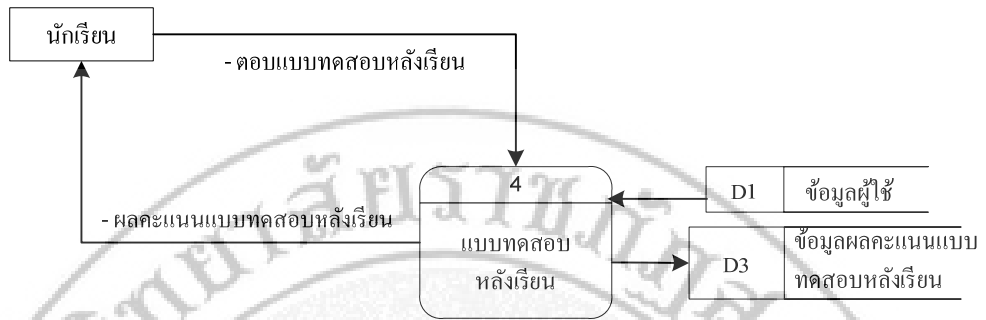 นักเรียน
- ตอบแบบทดสอบหลังเรียน
4
D1 ข้อมูลผู้ใช้
- ผลคะแนนแบบทดสอบหลังเรียน
แบบทดสอบ
หลังเรียน
D3 ข้อมูลผลคะแนนแบบ
ทดสอบหลังเรียน